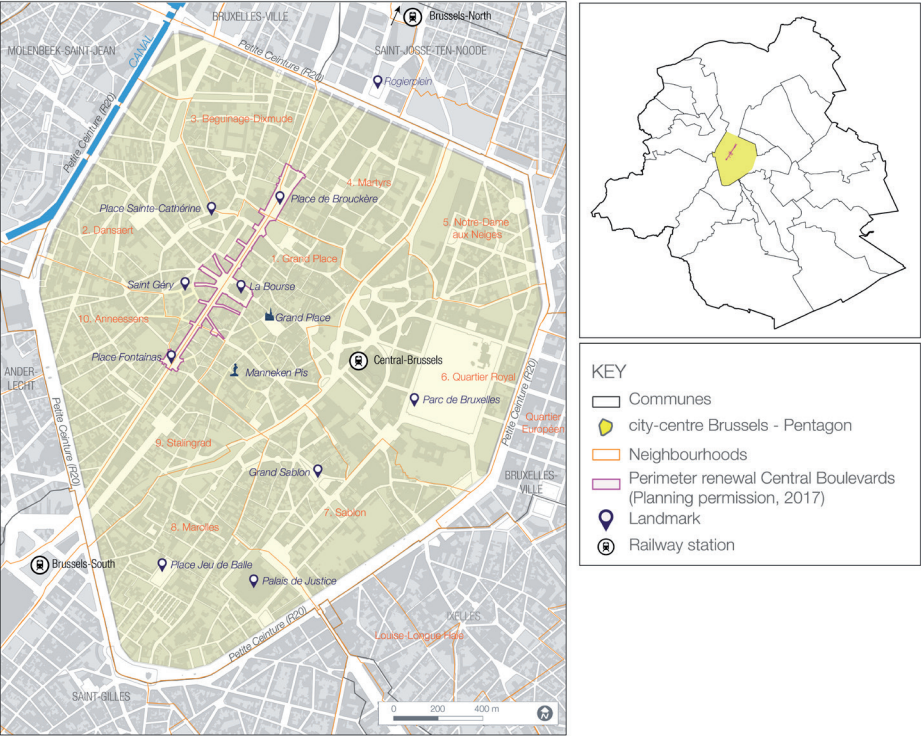 BRUXELLES-VILLE
Brussels-North
MOLENBEEK-SAINT-JEAN
CANAL
Petite Ceinture (R20)
SAINT-JOSSE-TEN-NOODE
Rogierplein
Petite Ceinture (R20)
3. Béguinage-Dixmude
4. Martyrs
Place de Brouckère
Place Sainte-Cathérine
2. Dansaert
5. Notre-Dame
aux Neiges
1. Grand Place
Saint Géry
La Bourse
10. Anneessens
Grand Place
Place Fontainas
Manneken Pis
Central-Brussels
6. Quartier Royal
Parc de Bruxelles
ANDER-
LECHT
Petite Ceinture (R20)
Petite Ceinture (R20)
Quartier
Européen
9. Stalingrad
Grand Sablon
BRUXELLES-
VILLE
7. Sablon
8. Marolles
Brussels-South
Place Jeu de Balle
Palais de Justice
Petite Ceinture (R20)
IXELLES
Louise-Longue Haie
SAINT-GILLES
0 200 400 m
N
KEY
Communes
city-centre Brussels - Pentagon
Neighbourhoods
Perimeter renewal Central Boulevards
(Planning permission, 2017)
Landmark
Railway station